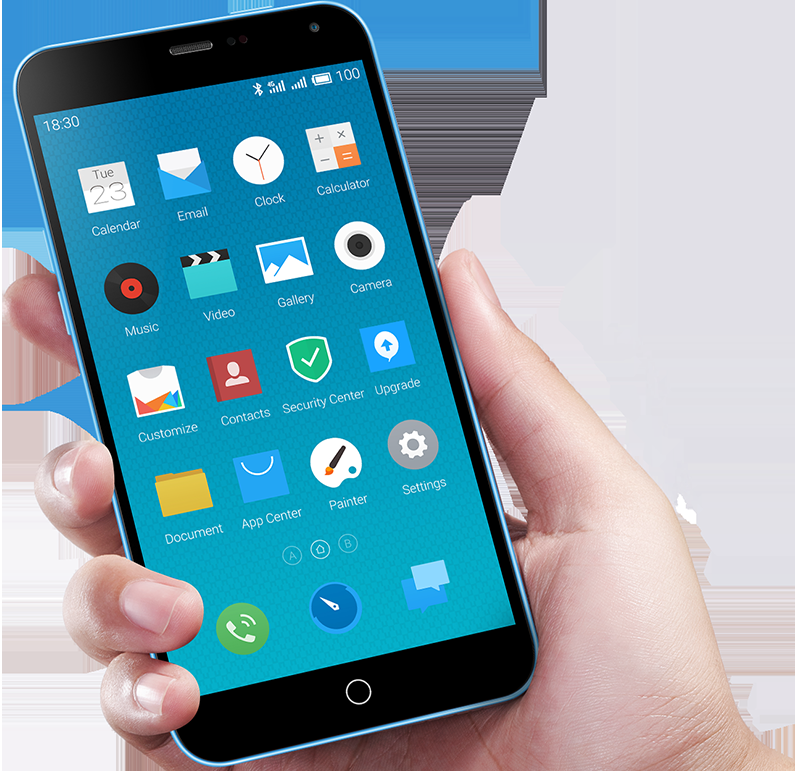 18:30
4G 100
Tue
23
Calendar
Email
Clock
Calculator
Music
Video
Gallery
Camera
Customize
Contacts
Security Center
Upgrade
Document
App Center
Painter
Settings
A B